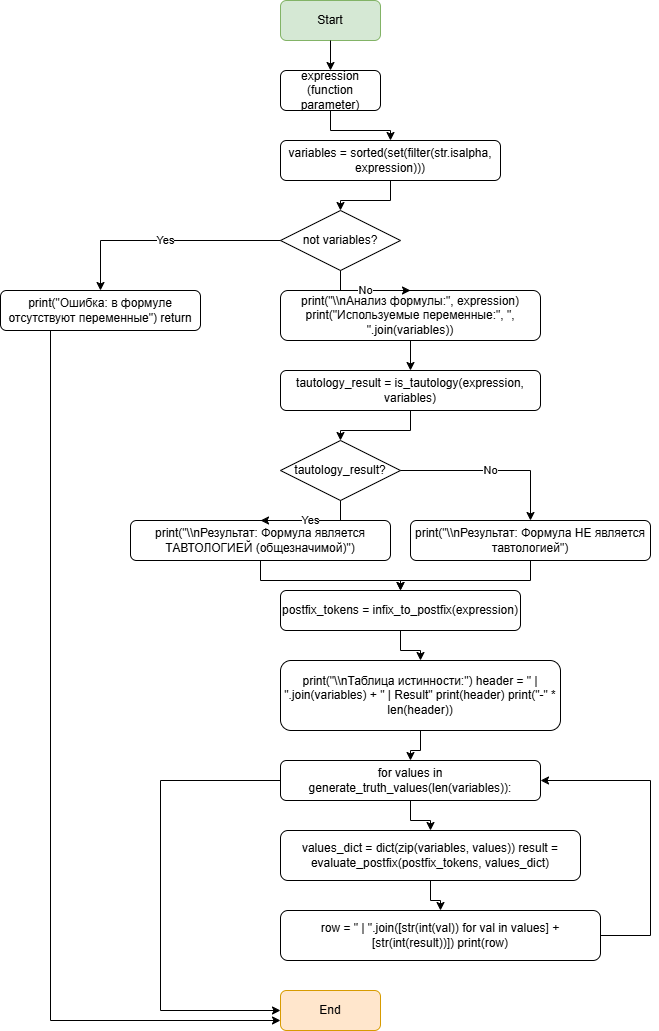 Start
expression
(function
parameter)
variables = sorted(set(filter(str.isalpha,
expression)))
not variables?
Yes
No
print("Ошибка: в формуле
отсутствуют переменные") return
print("\\nАнализ формулы:", expression)
print("Используемые переменные:", ",
".join(variables))
tautology_result = is_tautology(expression,
variables)
tautology_result?
No
Yes
print("\\nРезультат: Формула является
ТАВТОЛОГИЕЙ (общезначимой)")
print("\\nРезультат: Формула НЕ является
тавтологией")
postfix_tokens = infix_to_postfix(expression)
print("\\nТаблица истинности:") header = " |
".join(variables) + " | Result" print(header) print("-" *
len(header))
for values in
generate_truth_values(len(variables)):
values_dict = dict(zip(variables, values)) result =
evaluate_postfix(postfix_tokens, values_dict)
row = " | ".join([str(int(val)) for val in values] +
[str(int(result))]) print(row)
End